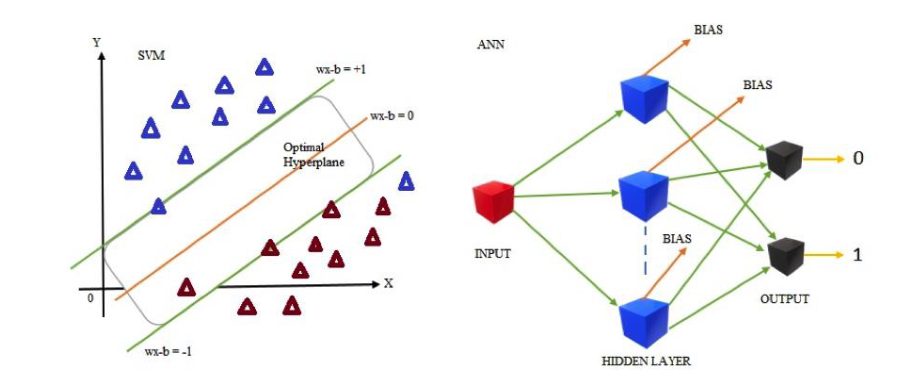 Y
SVM
wx-b = +1
wx-b = 0
Optimal
Hyperplane
X
0
wx-b = -1
ANN
BIAS
BIAS
0
INPUT
BIAS
1
OUTPUT
HIDDEN LAYER